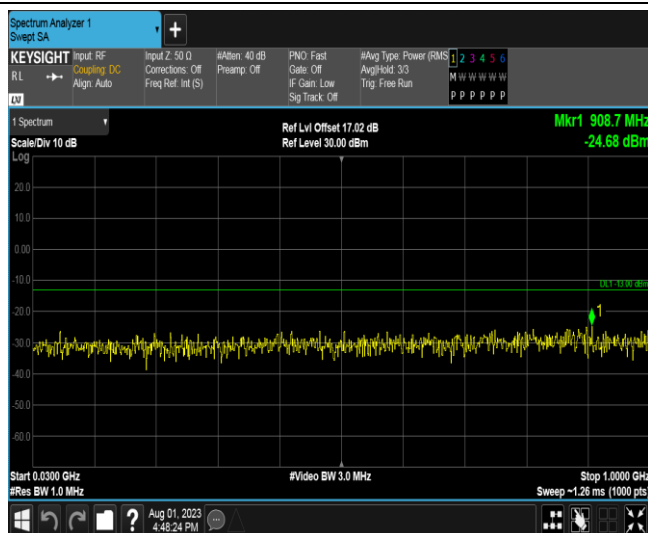 Spectrum Analyzer 1
Swept SA
+
KEYSIGHT
RL
LXI
Input: RF
Coupling: DC
Align: Auto
Input Z: 50 Ω
Corrections: Off
Freq Ref: Int (S)
#Atten: 40 dB
Preamp: Off
PNO: Fast
Gate: Off
IF Gain: Low
Sig Track: Off
#Avg Type: Power (RMS
Avg|Hold: 3/3
Trig: Free Run
1 2 3 4 5 6
M W W W W W
P P P P P P
1 Spectrum
Scale/Div 10 dB
Log
Ref Lvl Offset 17.02 dB
Ref Level 30.00 dBm
Mkr1 908.7 MHz
-24.68 dBm
20.0
10.0
0.00
-10.0
DL1 -13.00 dBm
-20.0
1
-30.0
-40.0
-50.0
-60.0
Start 0.0300 GHz
#Video BW 3.0 MHz
Stop 1.0000 GHz
#Res BW 1.0 MHz
Sweep ~1.26 ms (1000 pts)
?
Aug 01, 2023
4:48:24 PM